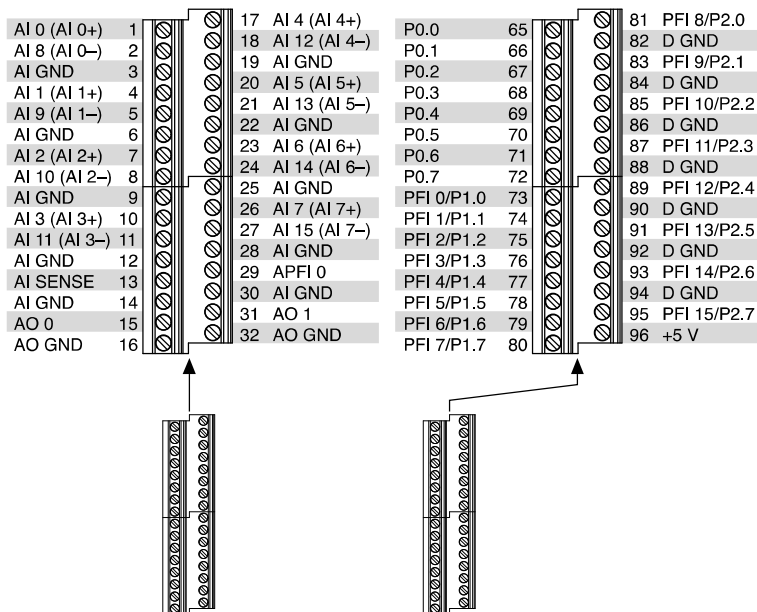 AI 0 (AI 0+) 1
AI 8 (AI 0–) 2
AI GND 3
AI 1 (AI 1+) 4
AI 9 (AI 1–) 5
AI GND 6
AI 2 (AI 2+) 7
AI 10 (AI 2–) 8
AI GND 9
AI 3 (AI 3+) 10
AI 11 (AI 3–) 11
AI GND 12
AI SENSE 13
AI GND 14
AO 0 15
AO GND 16
17 AI 4 (AI 4+)
18 AI 12 (AI 4–)
19 AI GND
20 AI 5 (AI 5+)
21 AI 13 (AI 5–)
22 AI GND
23 AI 6 (AI 6+)
24 AI 14 (AI 6–)
25 AI GND
26 AI 7 (AI 7+)
27 AI 15 (AI 7–)
28 AI GND
29 APFI 0
30 AI GND
31 AO 1
32 AO GND
P0.0 65
P0.1 66
P0.2 67
P0.3 68
P0.4 69
P0.5 70
P0.6 71
P0.7 72
PFI 0/P1.0 73
PFI 1/P1.1 74
PFI 2/P1.2 75
PFI 3/P1.3 76
PFI 4/P1.4 77
PFI 5/P1.5 78
PFI 6/P1.6 79
PFI 7/P1.7 80
81 PFI 8/P2.0
82 D GND
83 PFI 9/P2.1
84 D GND
85 PFI 10/P2.2
86 D GND
87 PFI 11/P2.3
88 D GND
89 PFI 12/P2.4
90 D GND
91 PFI 13/P2.5
92 D GND
93 PFI 14/P2.6
94 D GND
95 PFI 15/P2.7
96 +5 V